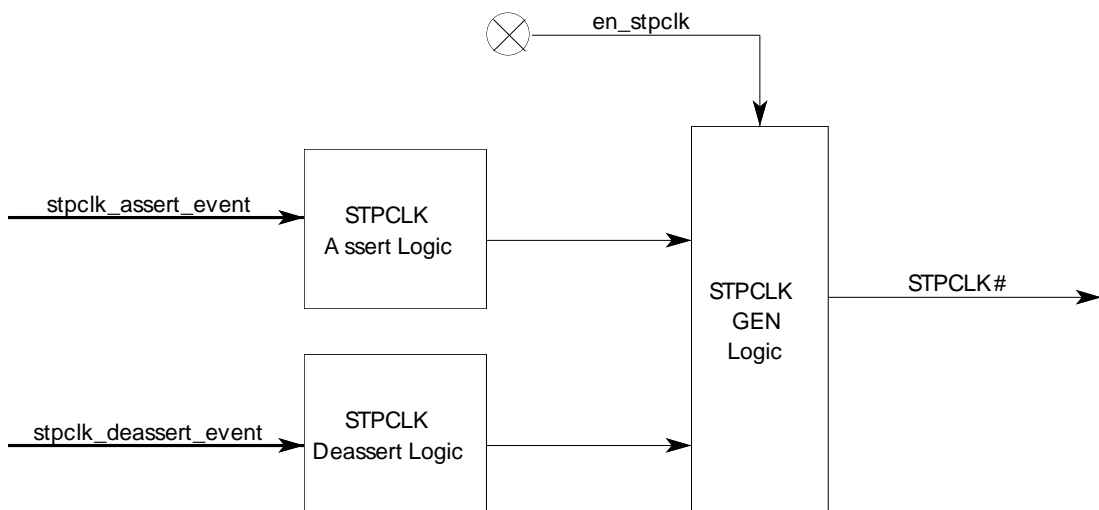 en_stpclk
stpclk_assert_event
STPCLK
A ssert Logic
STPCLK#
STPCLK
GEN
Logic
stpclk_deassert_event
STPCLK
Deassert Logic